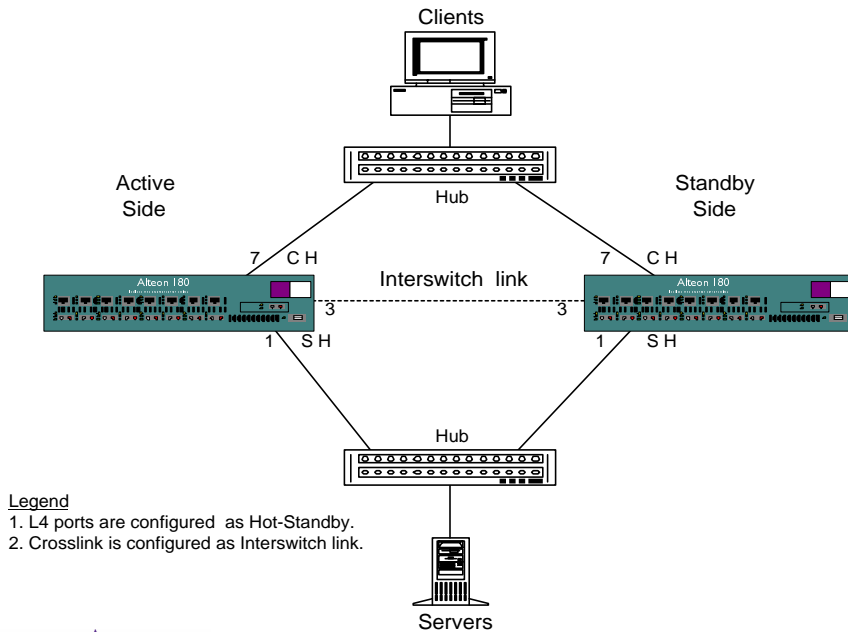 Clients
Hub
Active
Side
Standby
Side
7 C H
7 C H
Alteon 180
Interswitch link
Alteon 180
3
3
1 S H
1 S H
Hub
Legend
1. L4 ports are configured as Hot-Standby.
2. Crosslink is configured as Interswitch link.
Servers